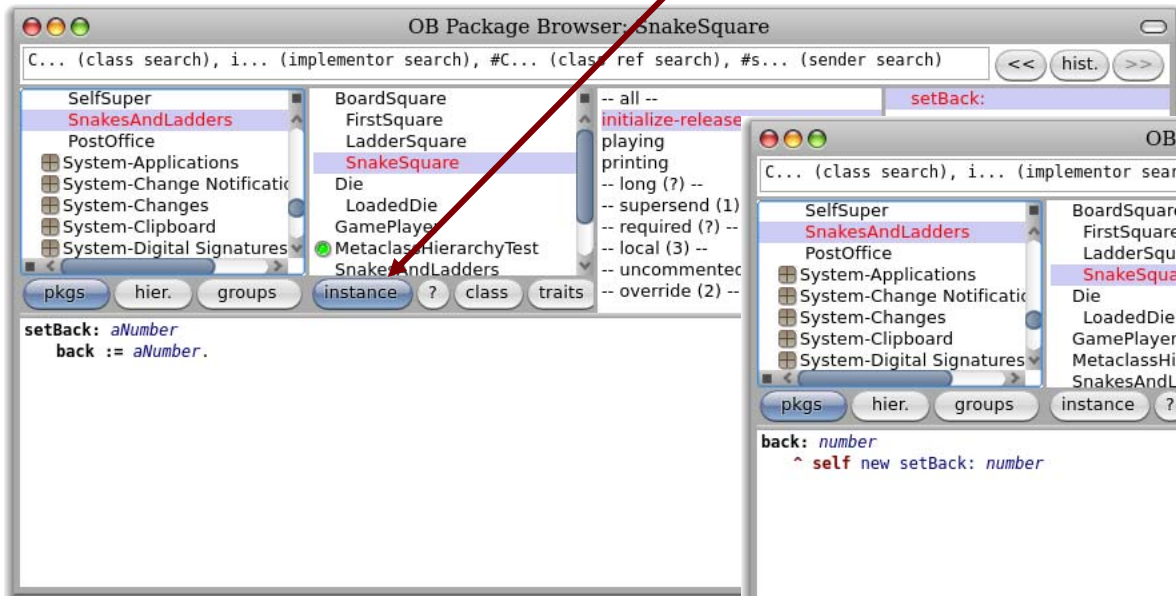 OB Package Browser: SnakeSquare
C... (class search), i... (implementor search), #C... (class ref search), #s... (sender search)
<< hist. >>
SelfSuper
SnakesAndLadders
PostOffice
System-Applications
System-Change Notificatic
System-Changes
System-Clipboard
System-Digital Signatures
BoardSquare
FirstSquare
LadderSquare
SnakeSquare
Die
LoadedDie
GamePlayer
MetaclassHierarchyTest
SnakesAndLadders
-- all --
initialize-release
playing
printing
-- long (?) --
-- supersend (1)
-- required (?) --
-- local (3) --
-- uncommented
-- override (2) --
setBack:
pkgs hier. groups instance ? class traits
setBack: aNumber
back := aNumber.
OB
C... (class search), i... (implementor sear
SelfSuper
SnakesAndLadders
PostOffice
System-Applications
System-Change Notificatic
System-Changes
System-Clipboard
System-Digital Signatures
BoardSquare
FirstSquare
LadderSqu
SnakeSqua
Die
LoadedDie
GamePlayer
MetaclassHi
SnakesAndL
pkgs hier. groups instance ?
back: number
^ self new setBack: number